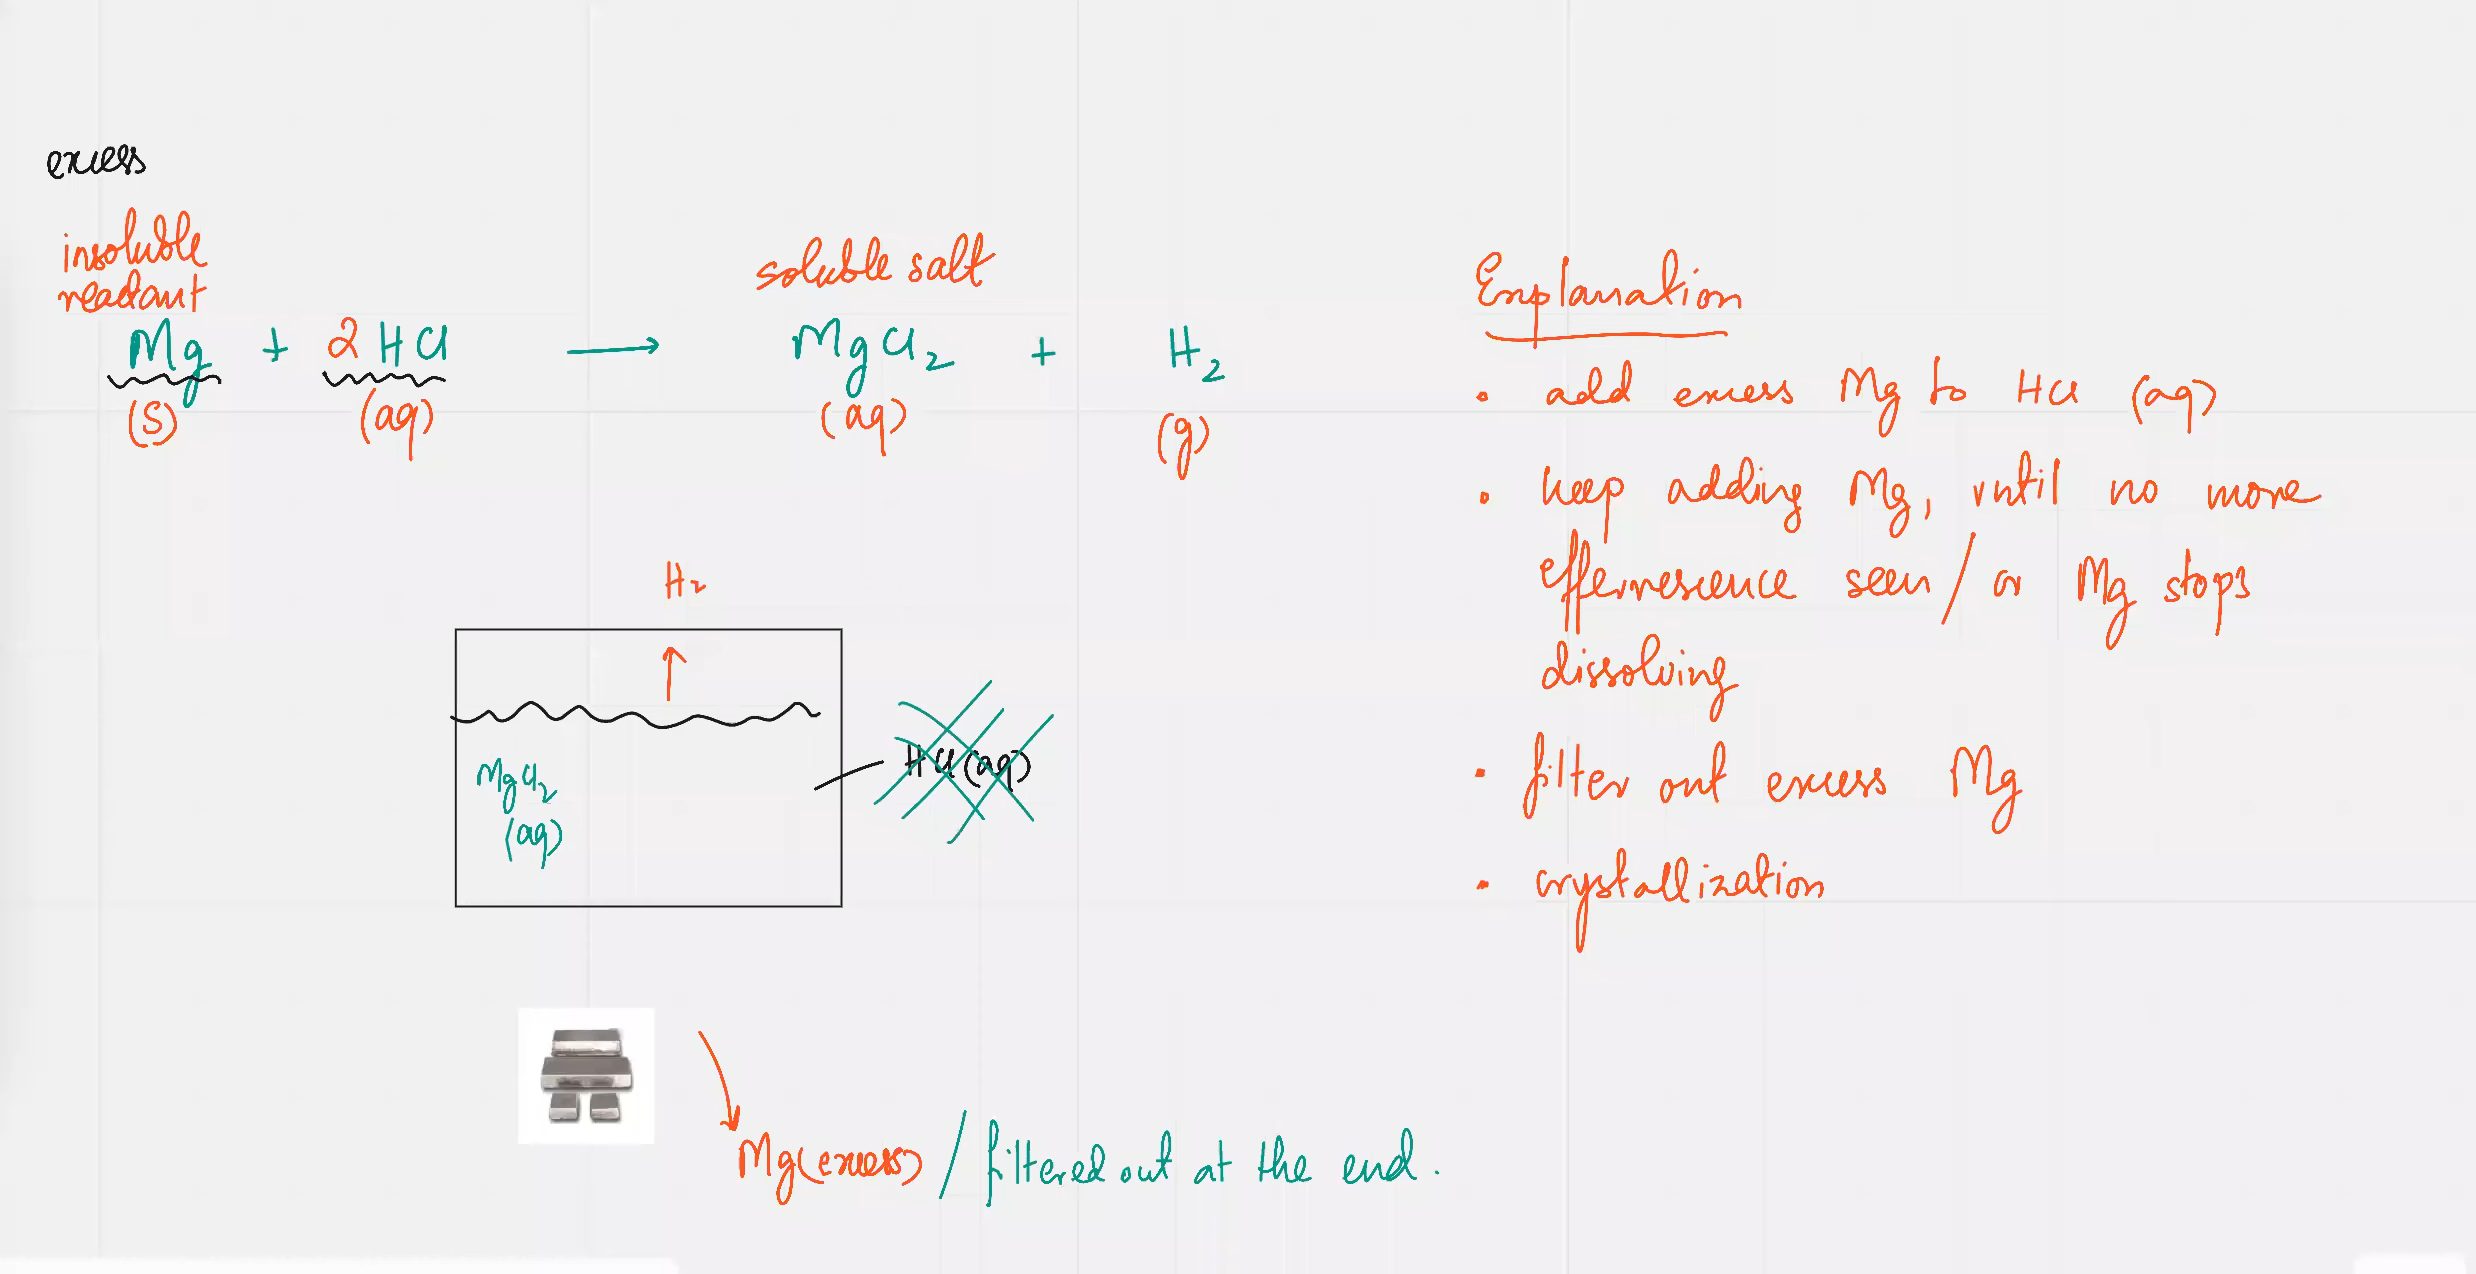 excess
insoluble
reactant
soluble salt
Mg + 2 HCl → MgCl₂ + H₂
(S) (aq) (aq) (g)
Explanation
• add excess Mg to HCl (aq)
• keep adding Mg, until no more
effervescence seen / or Mg stops
dissolving
• filter out excess Mg
• crystallization
H₂
MgCl₂
(aq)
HCl (aq)
Mg (excess) / filtered out at the end.